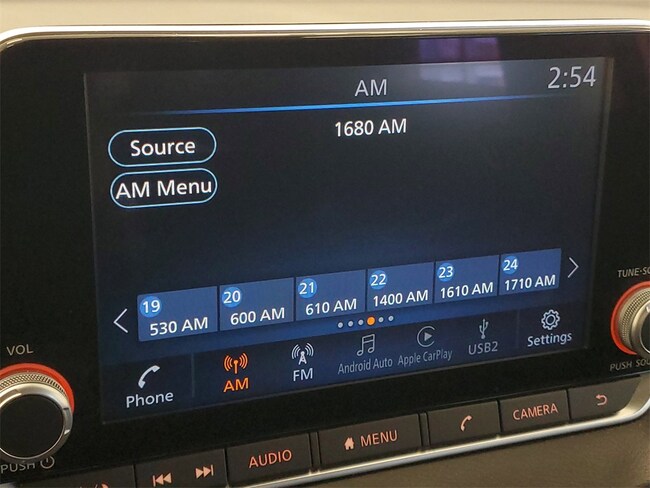 AM
2:54
1680 AM
Source
AM Menu
19
530 AM
20
600 AM
21
610 AM
22
1400 AM
23
1610 AM
24
1710 AM
Phone
AM
FM
Android Auto
Apple CarPlay
USB2
Settings
VOL
PUSH
TUNE-SC
PUSH SOU
AUDIO
MENU
CAMERA